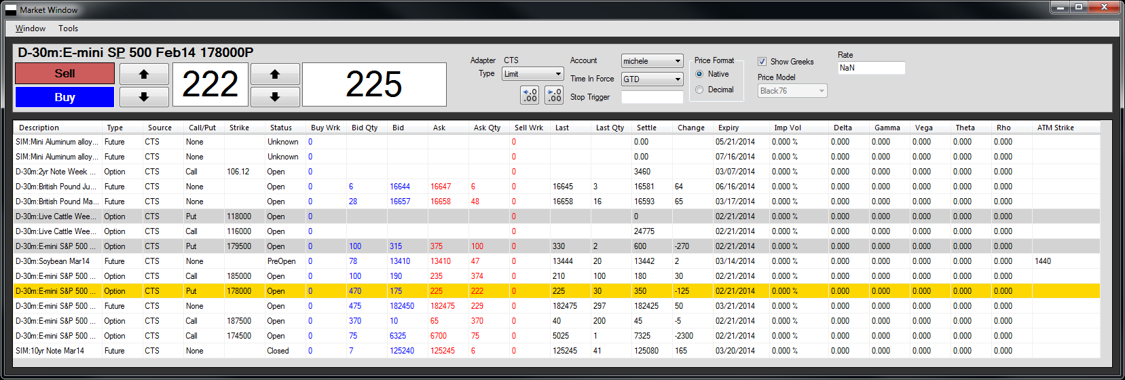 Market Window
Window Tools
D-30m:E-mini SP 500 Feb14 178000P
Sell 222 225
Buy
Adapter CTS
Type Limit
.0 .0
.00 .00
Account michele
Time In Force GTD
Stop Trigger
Price Format
Native
Decimal
Show Greeks
Price Model
Black76
Rate
NaN
Description Type Source Call/Put Strike Status Buy Wrk Bid Qty Bid Ask Ask Qty Sell Wrk Last Last Qty Settle Change Expiry Imp Vol Delta Gamma Vega Theta Rho ATM Strike
SIM:Mini Aluminum alloy... Future CTS None Unknown 0 0 0.00 05/21/2014 0.000 % 0.000 0.000 0.000 0.000 0.000
SIM:Mini Aluminum alloy... Future CTS None Unknown 0 0 0.00 07/16/2014 0.000 % 0.000 0.000 0.000 0.000 0.000
D-30m:2yr Note Week ... Option CTS Call 106.12 Open 0 0 3460 03/07/2014 0.000 % 0.000 0.000 0.000 0.000 0.000
D-30m:British Pound Ju... Future CTS None Open 0 6 16644 16647 6 0 16645 3 16581 64 06/16/2014 0.000 % 0.000 0.000 0.000 0.000 0.000
D-30m:British Pound Ma... Future CTS None Open 0 28 16657 16658 48 0 16658 16 16593 65 03/17/2014 0.000 % 0.000 0.000 0.000 0.000 0.000
D-30m:Live Cattle Wee... Option CTS Put 118000 Open 0 0 0 02/21/2014 0.000 % 0.000 0.000 0.000 0.000 0.000
D-30m:Live Cattle Wee... Option CTS Call 116000 Open 0 0 24775 02/21/2014 0.000 % 0.000 0.000 0.000 0.000 0.000
D-30m:E-mini S&P 500 ... Option CTS Put 179500 Open 0 100 315 375 100 0 330 2 600 -270 02/21/2014 0.000 % 0.000 0.000 0.000 0.000 0.000
D-30m:Soybean Mar14 Future CTS None PreOpen 0 78 13410 13410 47 0 13444 20 13442 2 03/14/2014 0.000 % 0.000 0.000 0.000 0.000 0.000 1440
D-30m:E-mini S&P 500 ... Option CTS Call 185000 Open 0 100 190 235 374 0 210 100 180 30 02/21/2014 0.000 % 0.000 0.000 0.000 0.000 0.000
D-30m:E-mini S&P 500 ... Option CTS Put 178000 Open 0 470 175 225 222 0 225 30 350 -125 02/21/2014 0.000 % 0.000 0.000 0.000 0.000 0.000
D-30m:E-mini S&P 500 ... Future CTS None Open 0 475 182450 182475 229 0 182475 297 182425 50 03/21/2014 0.000 % 0.000 0.000 0.000 0.000 0.000
D-30m:E-mini S&P 500 ... Option CTS Call 187500 Open 0 370 10 65 370 0 40 200 45 -5 02/21/2014 0.000 % 0.000 0.000 0.000 0.000 0.000
D-30m:E-mini S&P 500 ... Option CTS Call 174500 Open 0 75 6325 6700 75 0 5025 1 7325 -2300 02/21/2014 0.000 % 0.000 0.000 0.000 0.000 0.000
SIM:10yr Note Mar14 Future CTS None Closed 0 7 125240 125245 6 0 125245 41 125080 165 03/20/2014 0.000 % 0.000 0.000 0.000 0.000 0.000